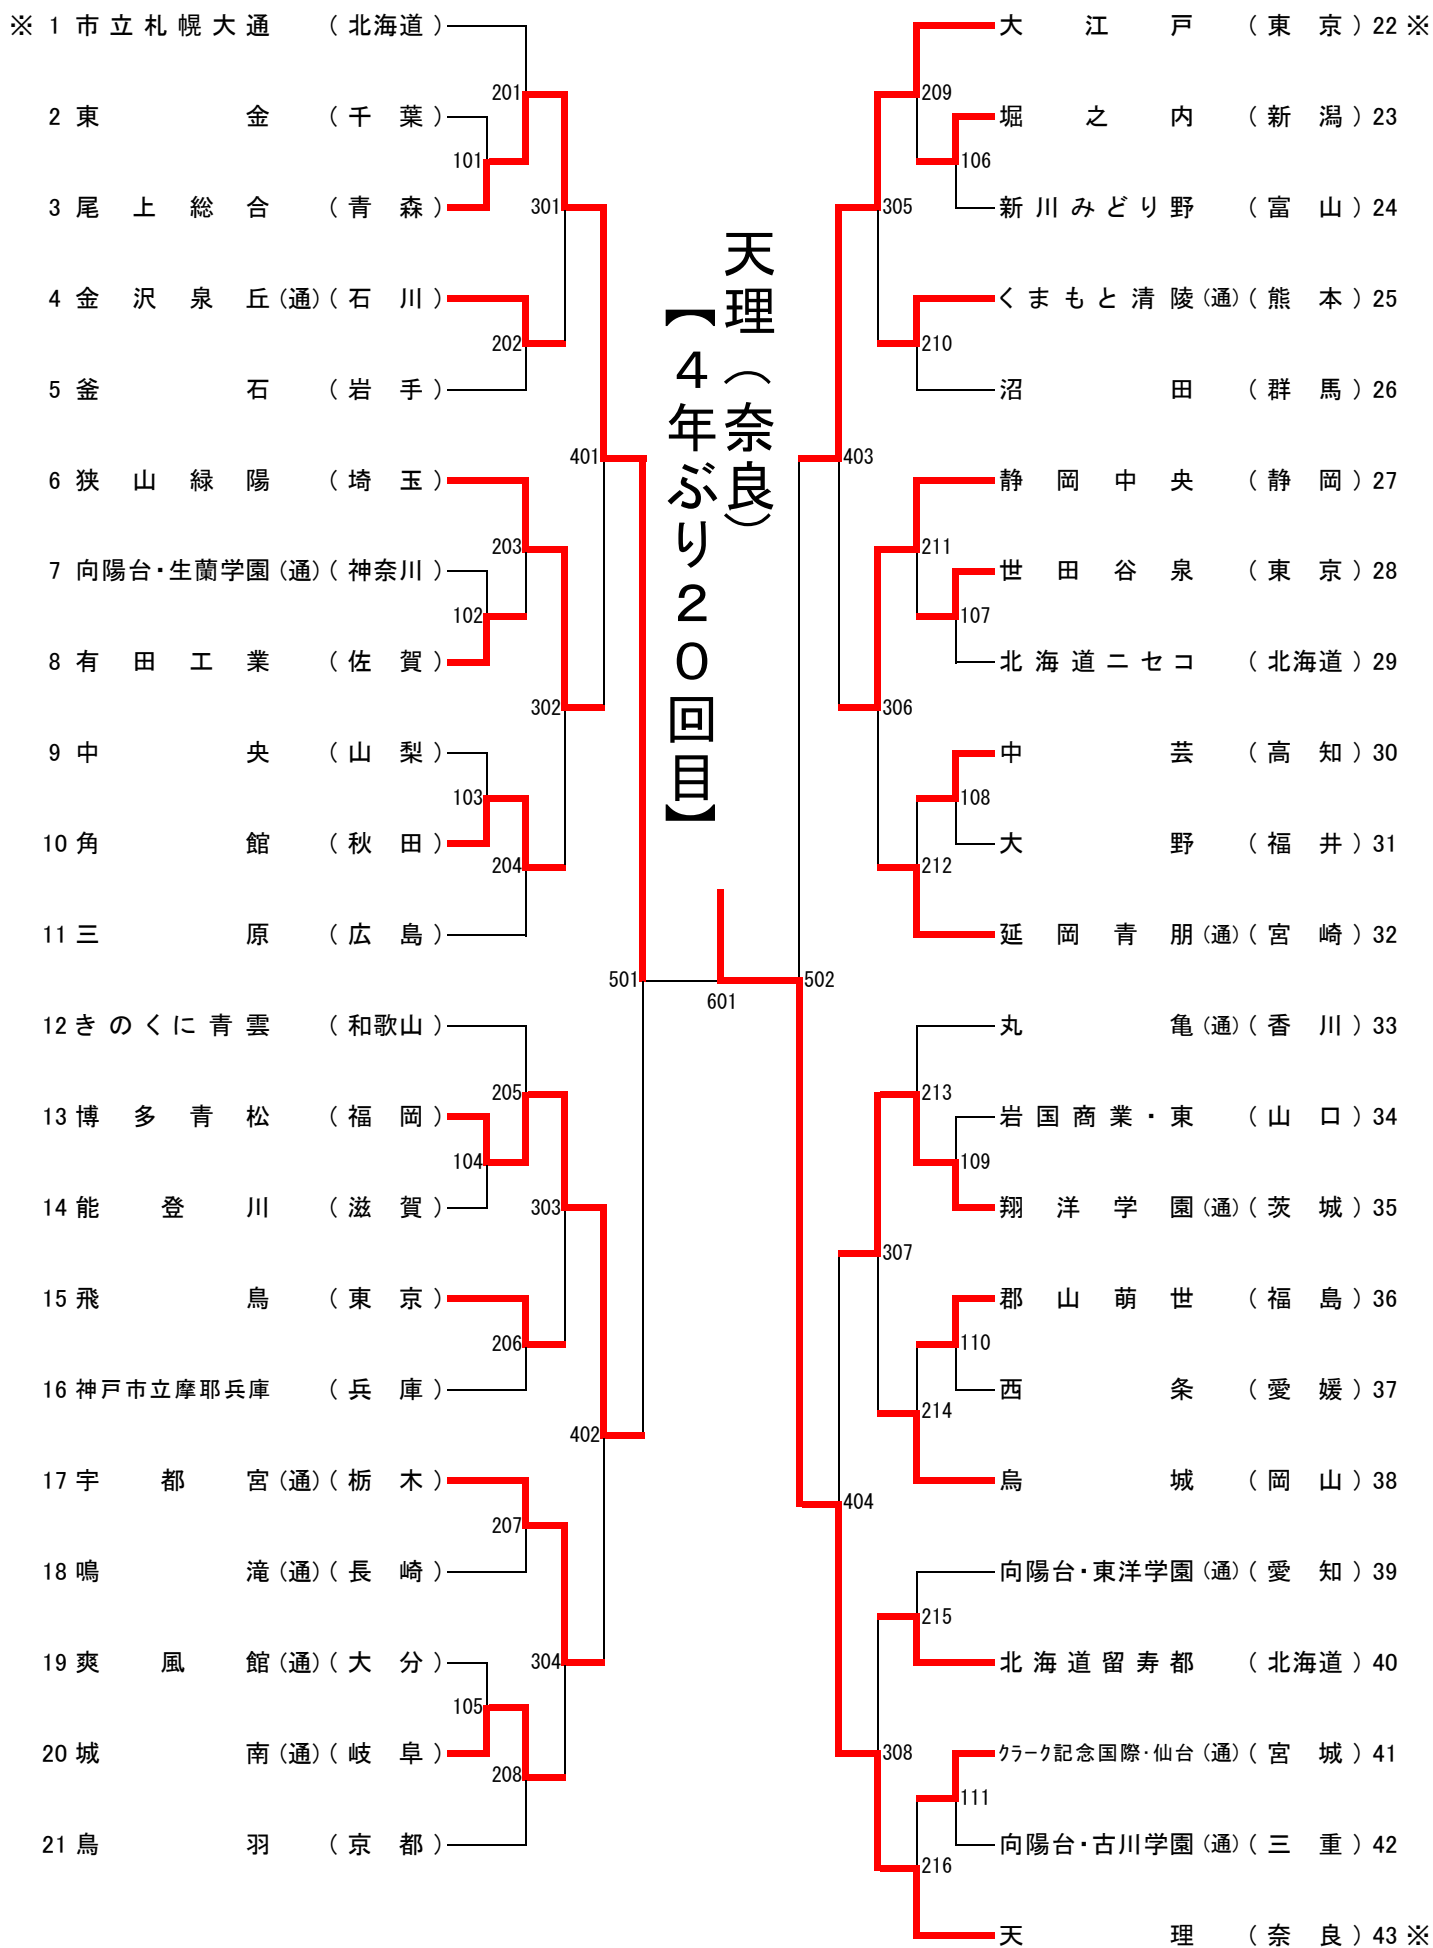 ※ 1 市立札幌大通 （北海道）
2 東金 （千葉）
3 尾上総合 （青森）
4 金沢泉丘(通)（石川）
5 釜石 （岩手）
6 狭山緑陽 （埼玉）
7 向陽台・生蘭学園(通)（神奈川）
8 有田工業 （佐賀）
9 中央 （山梨）
10 角館 （秋田）
11 三原 （広島）
12 きのくに青雲 （和歌山）
13 博多青松 （福岡）
14 能登川 （滋賀）
15 飛鳥 （東京）
16 神戸市立摩耶兵庫 （兵庫）
17 宇都宮(通)（栃木）
18 鳴滝(通)（長崎）
19 爽風館(通)（大分）
20 城南(通)（岐阜）
21 鳥羽 （京都）
101
102
103
104
105
201
202
203
204
205
206
207
208
301
302
303
304
401
402
501
天理（奈良）
【４年ぶり２０回目】
601
502
403
404
305
306
307
308
209
210
211
212
213
214
215
216
106
107
108
109
110
111
大江戸 （東京）22 ※
堀之内 （新潟）23
新川みどり野 （富山）24
くまもと清陵(通)（熊本）25
沼田 （群馬）26
静岡中央 （静岡）27
世田谷泉 （東京）28
北海道ニセコ （北海道）29
中芸 （高知）30
大野 （福井）31
延岡青朋(通)（宮崎）32
丸亀(通)（香川）33
岩国商業・東 （山口）34
翔洋学園(通)（茨城）35
郡山萌世 （福島）36
西条 （愛媛）37
烏城 （岡山）38
向陽台・東洋学園(通)（愛知）39
北海道留寿都 （北海道）40
クラーク記念国際・仙台(通)（宮城）41
向陽台・古川学園(通)（三重）42
天理 （奈良）43 ※